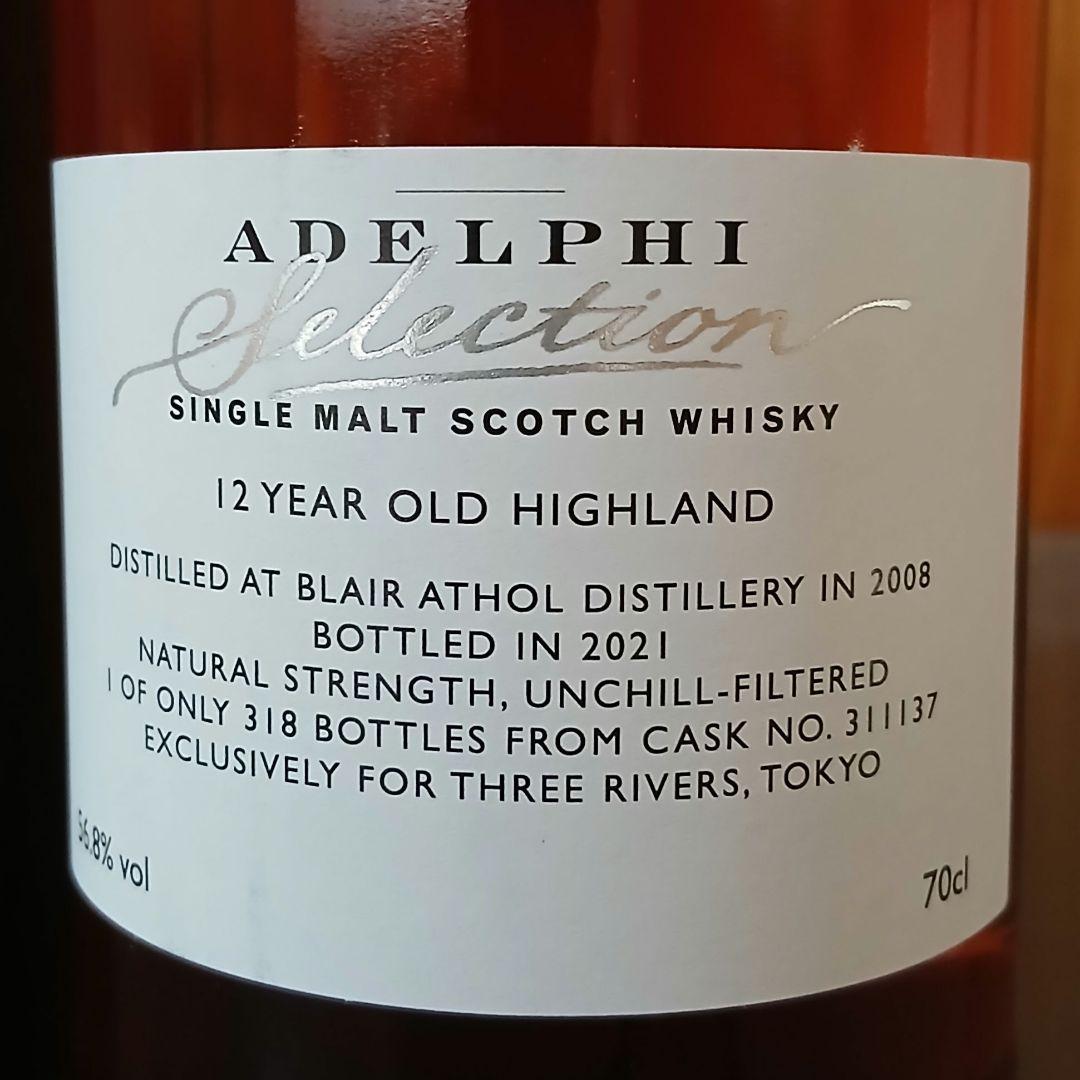 ADELPHI
Selection
SINGLE MALT SCOTCH WHISKY
12 YEAR OLD HIGHLAND
DISTILLED AT BLAIR ATHOL DISTILLERY IN 2008
BOTTLED IN 2021
NATURAL STRENGTH, UNCHILL-FILTERED
1 OF ONLY 318 BOTTLES FROM CASK NO. 311137
EXCLUSIVELY FOR THREE RIVERS, TOKYO
56.8% vol
70cl